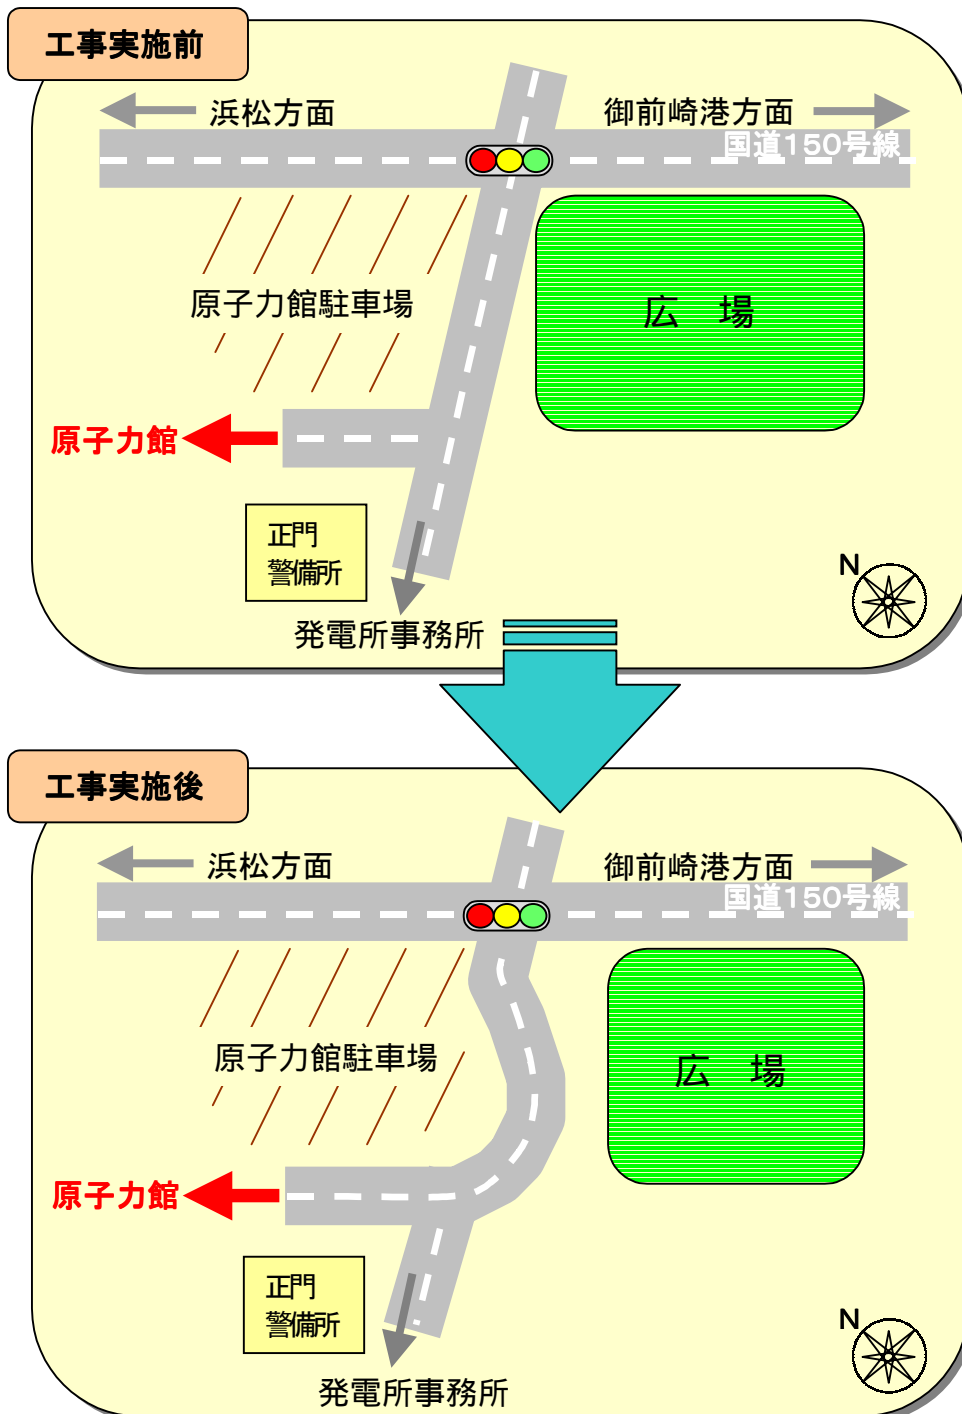 工事実施前
浜松方面
御前崎港方面
国道150号線
原子力館駐車場
広　場
原子力館
正門
警備所
N
発電所事務所
工事実施後
浜松方面
御前崎港方面
国道150号線
原子力館駐車場
広　場
原子力館
正門
警備所
N
発電所事務所